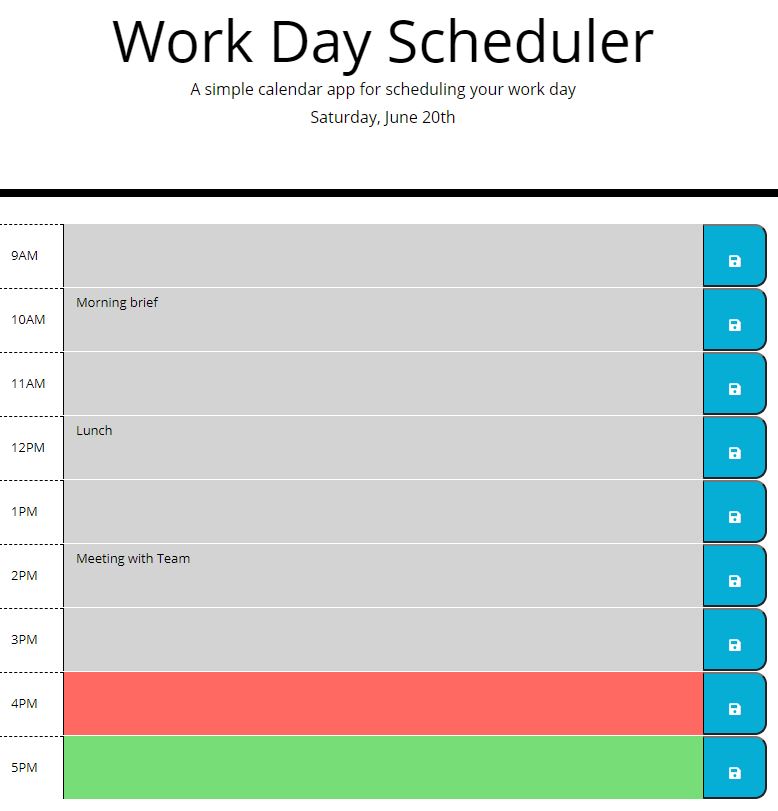 Work Day Scheduler
A simple calendar app for scheduling your work day
Saturday, June 20th
9AM
10AM
Morning brief
11AM
12PM
Lunch
1PM
2PM
Meeting with Team
3PM
4PM
5PM